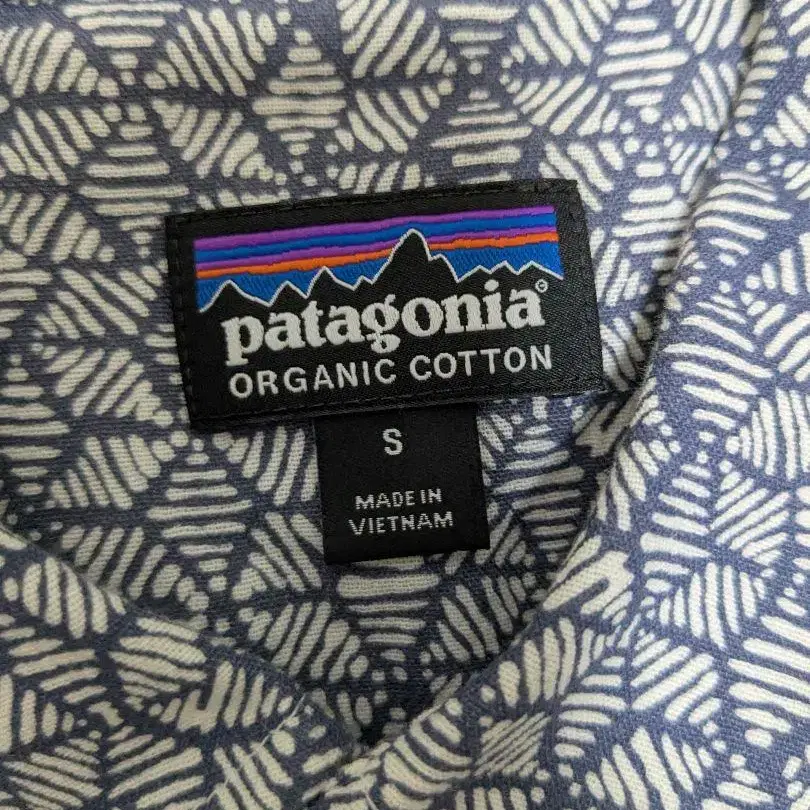 patagonia®
ORGANIC COTTON
S
MADE IN
VIETNAM